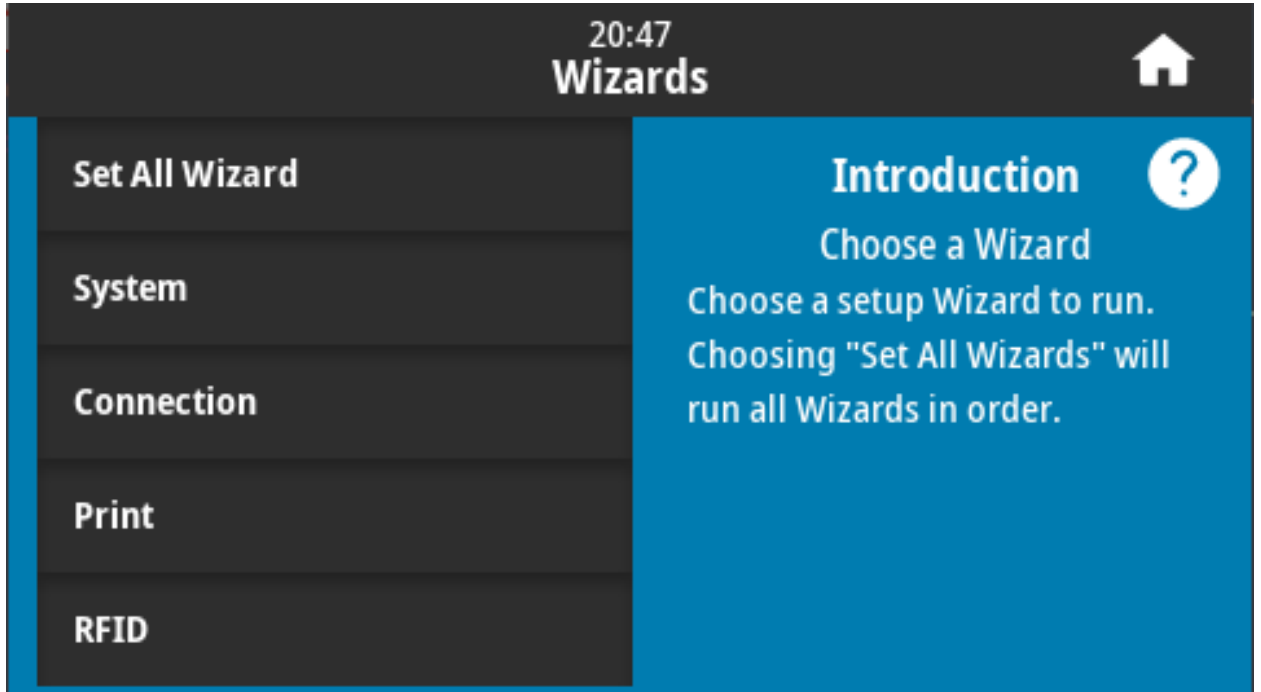 20:47
Wizards
Set All Wizard
System
Connection
Print
RFID
Introduction
?
Choose a Wizard
Choose a setup Wizard to run.
Choosing "Set All Wizards" will
run all Wizards in order.